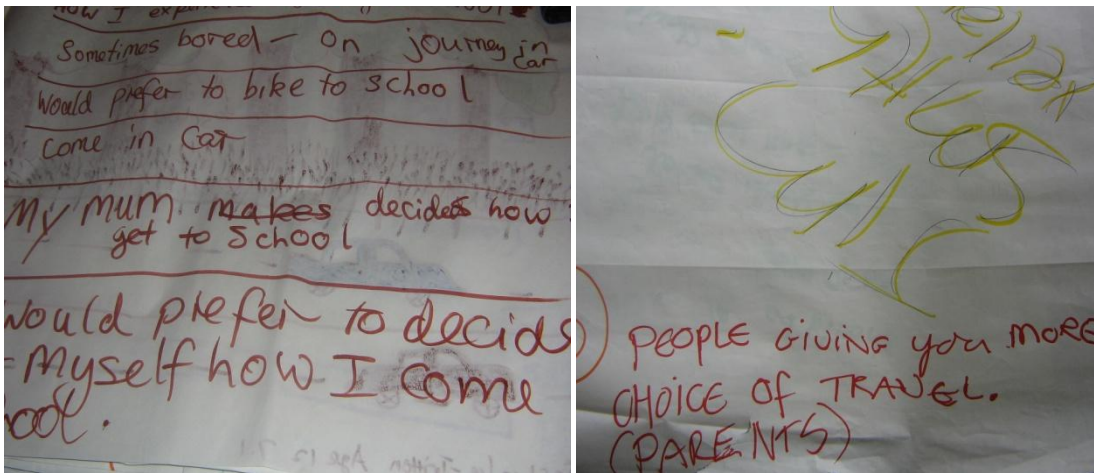 how I
Sometimes bored - on journey in
car
Would prefer to bike to School
come in car
My mum makes decides how
get to School
Would prefer to decide
- Myself how I come
ool.
PEOPLE GIVING you MORE
CHOICE of TRAVEL.
(PARENTS)